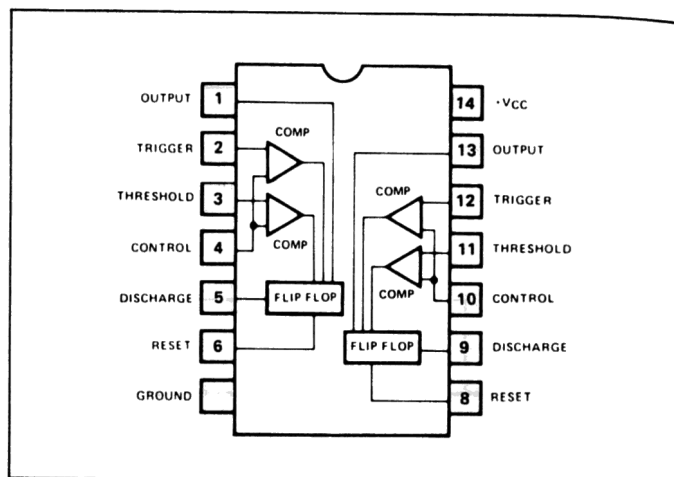 OUTPUT 1
TRIGGER 2
THRESHOLD 3
CONTROL 4
DISCHARGE 5
RESET 6
GROUND
COMP
COMP
FLIP FLOP
14 ·VCC
13 OUTPUT
12 TRIGGER
11 THRESHOLD
10 CONTROL
9 DISCHARGE
8 RESET
COMP
COMP
FLIP FLOP